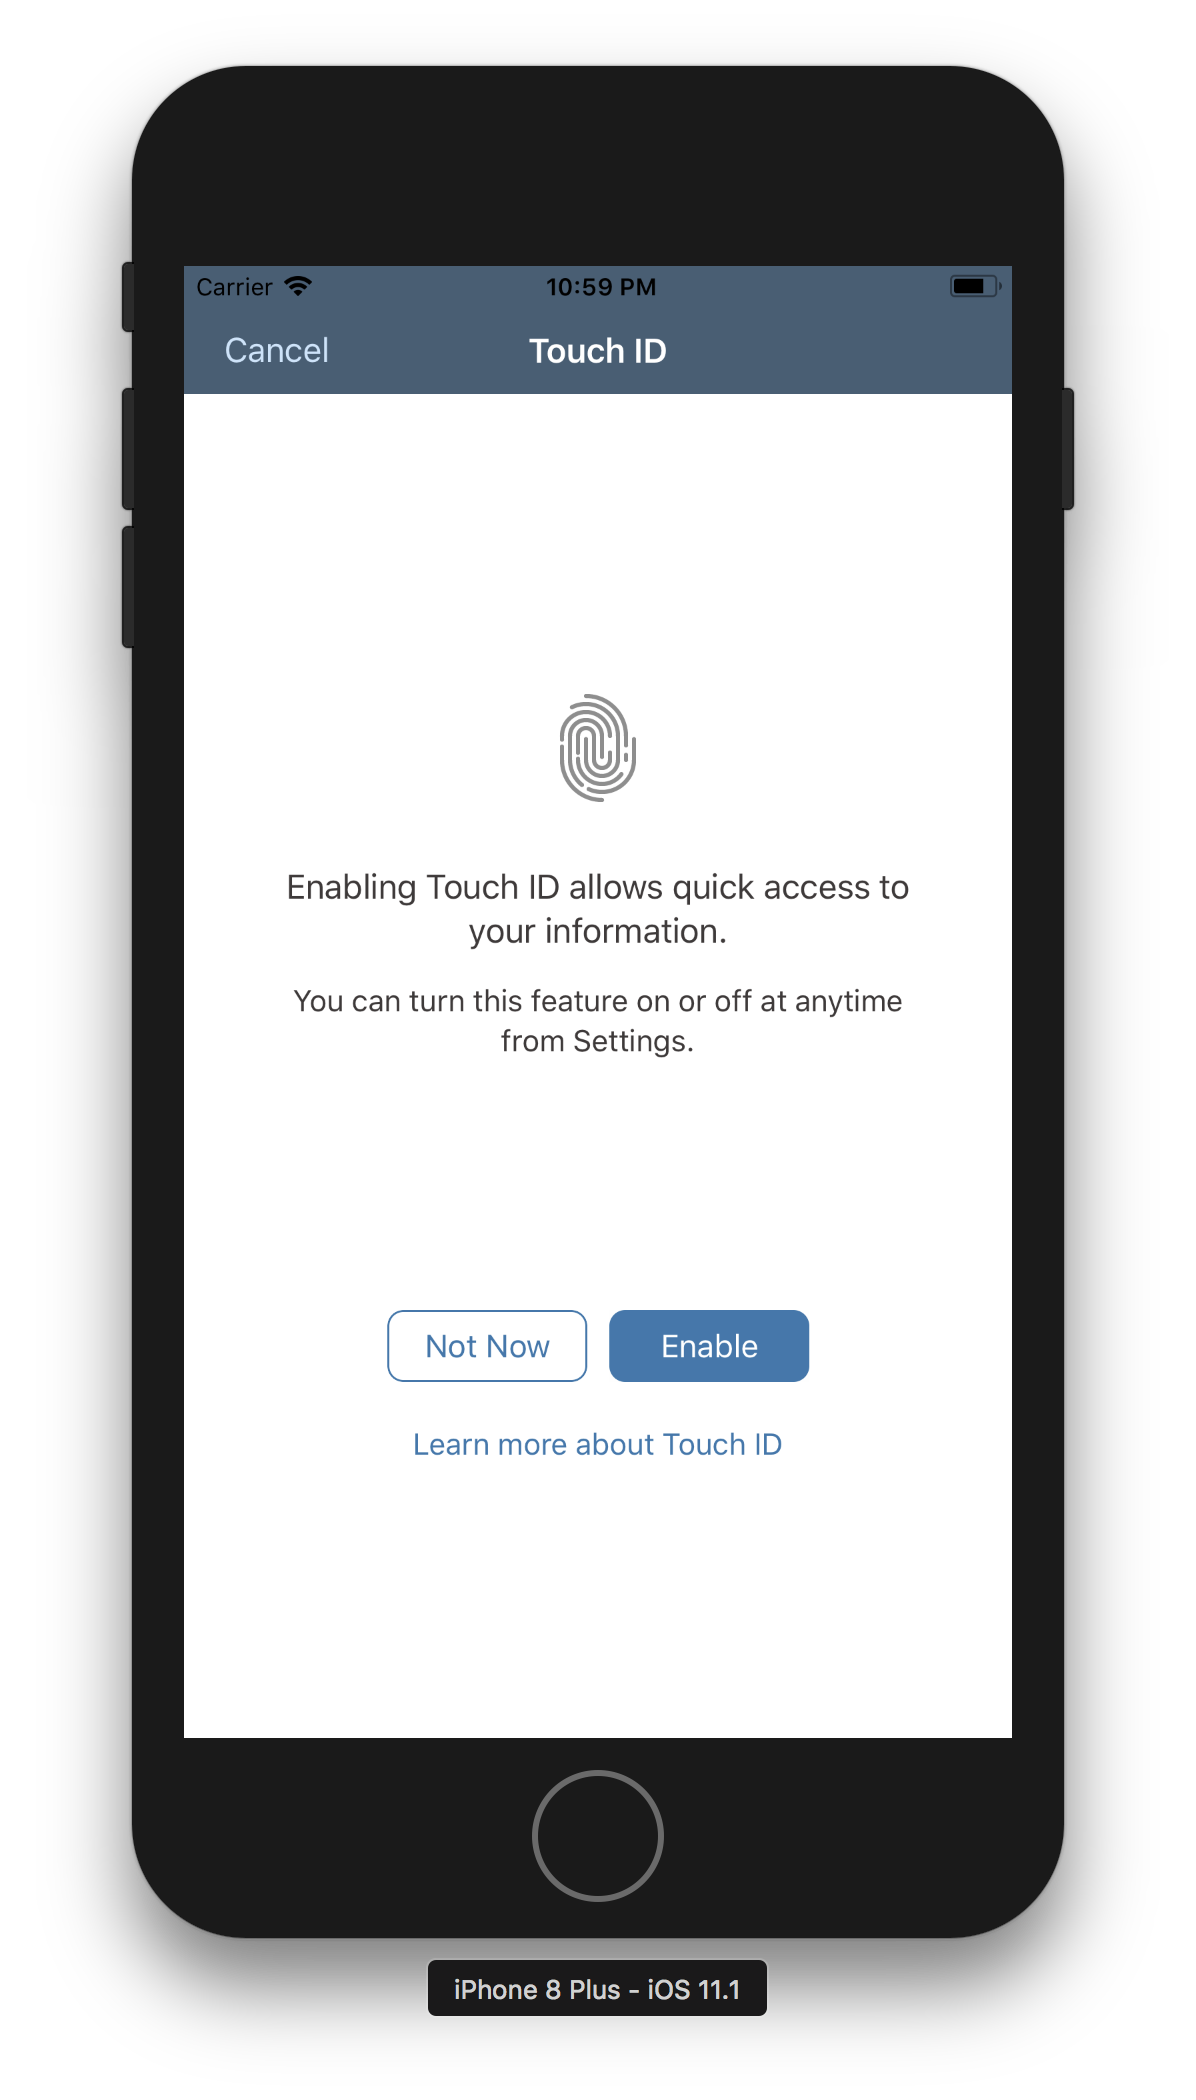 Carrier
10:59 PM
Cancel
Touch ID
Enabling Touch ID allows quick access to
your information.
You can turn this feature on or off at anytime
from Settings.
Not Now
Enable
Learn more about Touch ID
iPhone 8 Plus - iOS 11.1